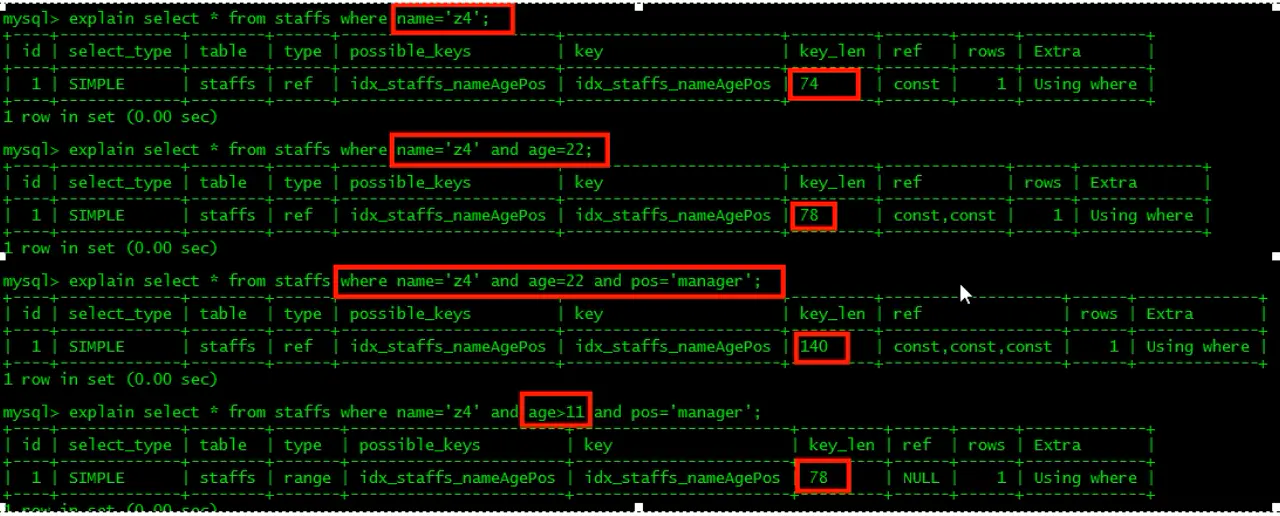 mysql> explain select * from staffs where name='z4';
| id | select_type | table | type | possible_keys | key | key_len | ref | rows | Extra |
| 1 | SIMPLE | staffs | ref | idx_staffs_nameAgePos | idx_staffs_nameAgePos | 74 | const | 1 | Using where |
1 row in set (0.00 sec)
mysql> explain select * from staffs where name='z4' and age=22;
| id | select_type | table | type | possible_keys | key | key_len | ref | rows | Extra |
| 1 | SIMPLE | staffs | ref | idx_staffs_nameAgePos | idx_staffs_nameAgePos | 78 | const,const | 1 | Using where |
1 row in set (0.00 sec)
mysql> explain select * from staffs where name='z4' and age=22 and pos='manager';
| id | select_type | table | type | possible_keys | key | key_len | ref | rows | Extra |
| 1 | SIMPLE | staffs | ref | idx_staffs_nameAgePos | idx_staffs_nameAgePos | 140 | const,const,const | 1 | Using where |
1 row in set (0.00 sec)
mysql> explain select * from staffs where name='z4' and age>11 and pos='manager';
| id | select_type | table | type | possible_keys | key | key_len | ref | rows | Extra |
| 1 | SIMPLE | staffs | range | idx_staffs_nameAgePos | idx_staffs_nameAgePos | 78 | NULL | 1 | Using where |
1 row in set (0.00 sec)